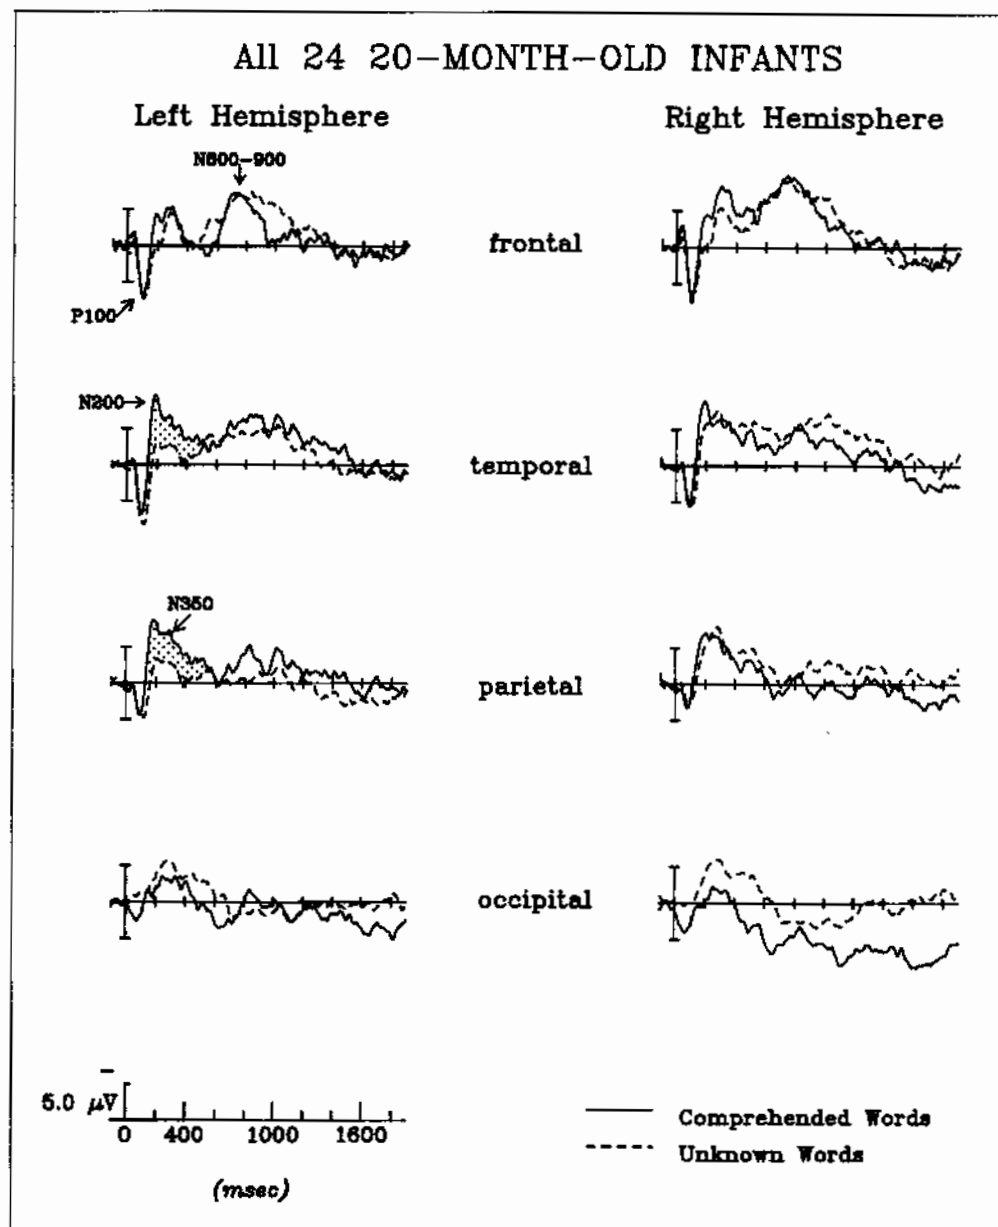 All 24 20-MONTH-OLD INFANTS
Left Hemisphere
Right Hemisphere
N600-900
frontal
P100
N200
temporal
N350
parietal
occipital
5.0 μV
0 400 1000 1600
(msec)
Comprehended Words
Unknown Words